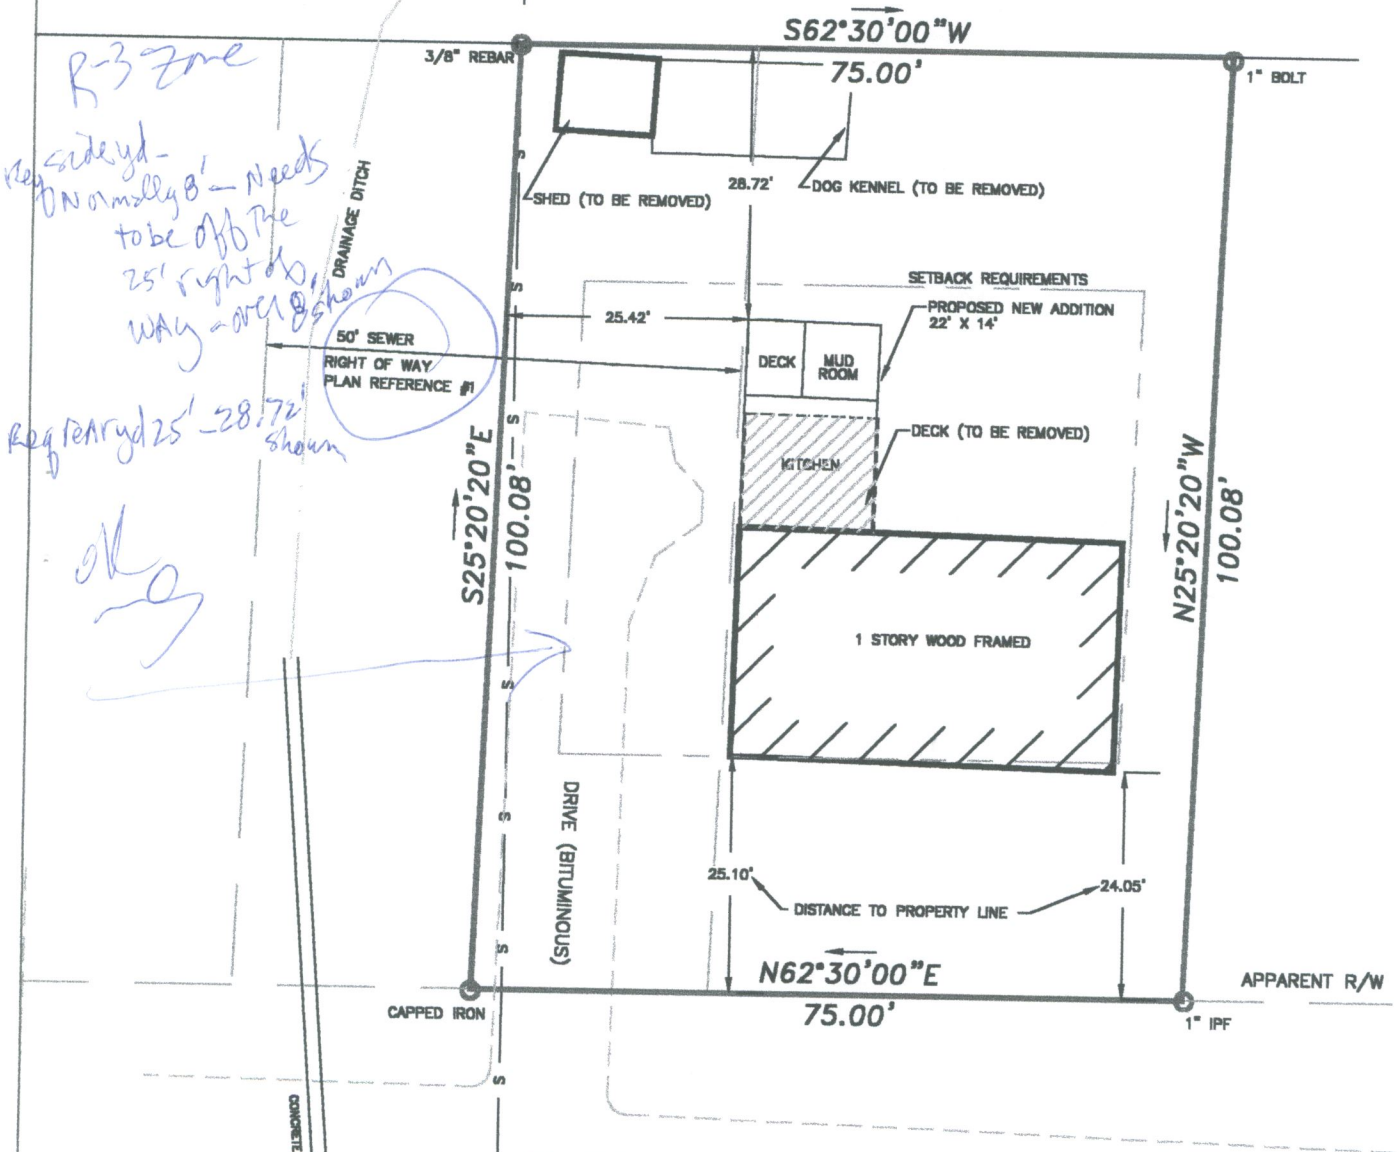 S62°30'00"W
75.00'
3/8" REBAR
1" BOLT
R-3 Zone
Req sideyd-
Normally 8' - Needs
to be off the
25' right of
way - over 8' shown
Req rearyd 25' - 28.72'
shown
OK
DRAINAGE DITCH
SHED (TO BE REMOVED)
28.72'
DOG KENNEL (TO BE REMOVED)
SETBACK REQUIREMENTS
PROPOSED NEW ADDITION
22' X 14'
25.42'
50' SEWER
RIGHT OF WAY
PLAN REFERENCE #1
DECK
MUD
ROOM
DECK (TO BE REMOVED)
KITCHEN
S25°20'20"E
100.08'
N25°20'20"W
100.08'
S
S
S
S
S
S
S
S
1 STORY WOOD FRAMED
DRIVE (BITUMINOUS)
25.10'
24.05'
DISTANCE TO PROPERTY LINE
N62°30'00"E
75.00'
CAPPED IRON
1" IPF
APPARENT R/W
CONCRETE